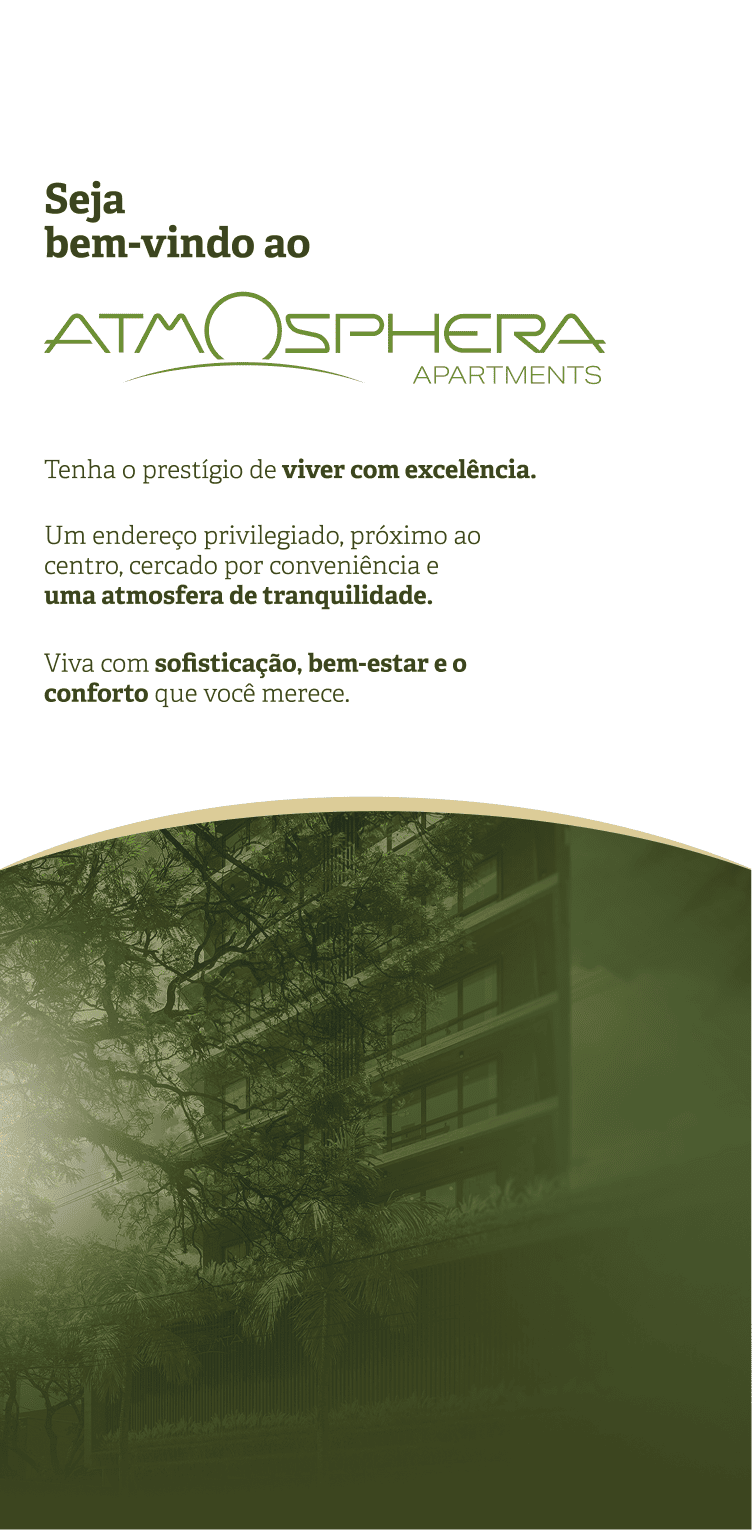 Seja
bem-vindo ao
ATMOSPHERA
APARTMENTS
Tenha o prestígio de viver com excelência.
Um endereço privilegiado, próximo ao
centro, cercado por conveniência e
uma atmosfera de tranquilidade.
Viva com sofisticação, bem-estar e o
conforto que você merece.